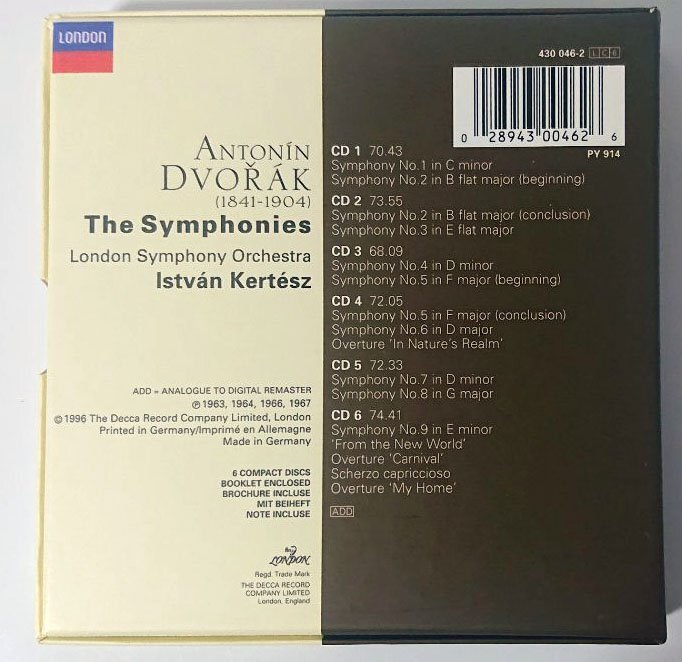 LONDON
ANTONÍN
DVOŘÁK
(1841-1904)
The Symphonies
London Symphony Orchestra
István Kertész
ADD = ANALOGUE TO DIGITAL REMASTER
℗ 1963, 1964, 1966, 1967
© 1996 The Decca Record Company Limited, London
Printed in Germany/Imprimé en Allemagne
Made in Germany
6 COMPACT DISCS
BOOKLET ENCLOSED
BROCHURE INCLUSE
MIT BEIHEFT
NOTE INCLUSE
LONDON
Regd. Trade Mark
THE DECCA RECORD
COMPANY LIMITED
London, England
430 046-2 LC6
0 28943 00462 6
PY 914
CD 1 70.43
Symphony No.1 in C minor
Symphony No.2 in B flat major (beginning)
CD 2 73.55
Symphony No.2 in B flat major (conclusion)
Symphony No.3 in E flat major
CD 3 68.09
Symphony No.4 in D minor
Symphony No.5 in F major (beginning)
CD 4 72.05
Symphony No.5 in F major (conclusion)
Symphony No.6 in D major
Overture 'In Nature's Realm'
CD 5 72.33
Symphony No.7 in D minor
Symphony No.8 in G major
CD 6 74.41
Symphony No.9 in E minor
'From the New World'
Overture 'Carnival'
Scherzo capriccioso
Overture 'My Home'
ADD